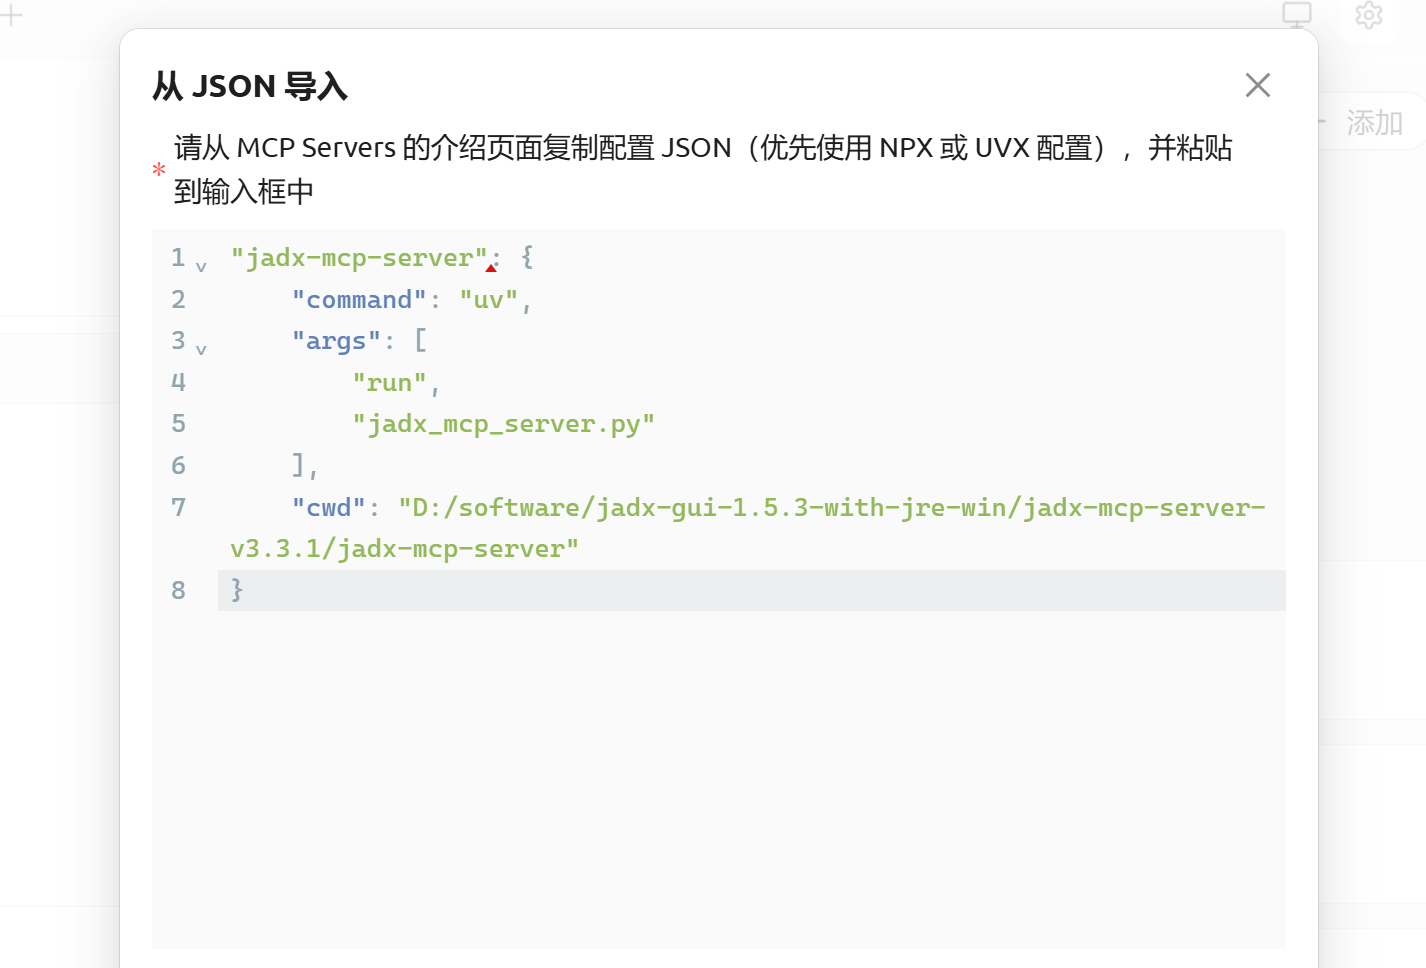 从 JSON 导入
添加
* 请从 MCP Servers 的介绍页面复制配置 JSON（优先使用 NPX 或 UVX 配置），并粘贴
到输入框中
1 "jadx-mcp-server": {
2 "command": "uv",
3 "args": [
4 "run",
5 "jadx_mcp_server.py"
6 ],
7 "cwd": "D:/software/jadx-gui-1.5.3-with-jre-win/jadx-mcp-server-
v3.3.1/jadx-mcp-server"
8 }